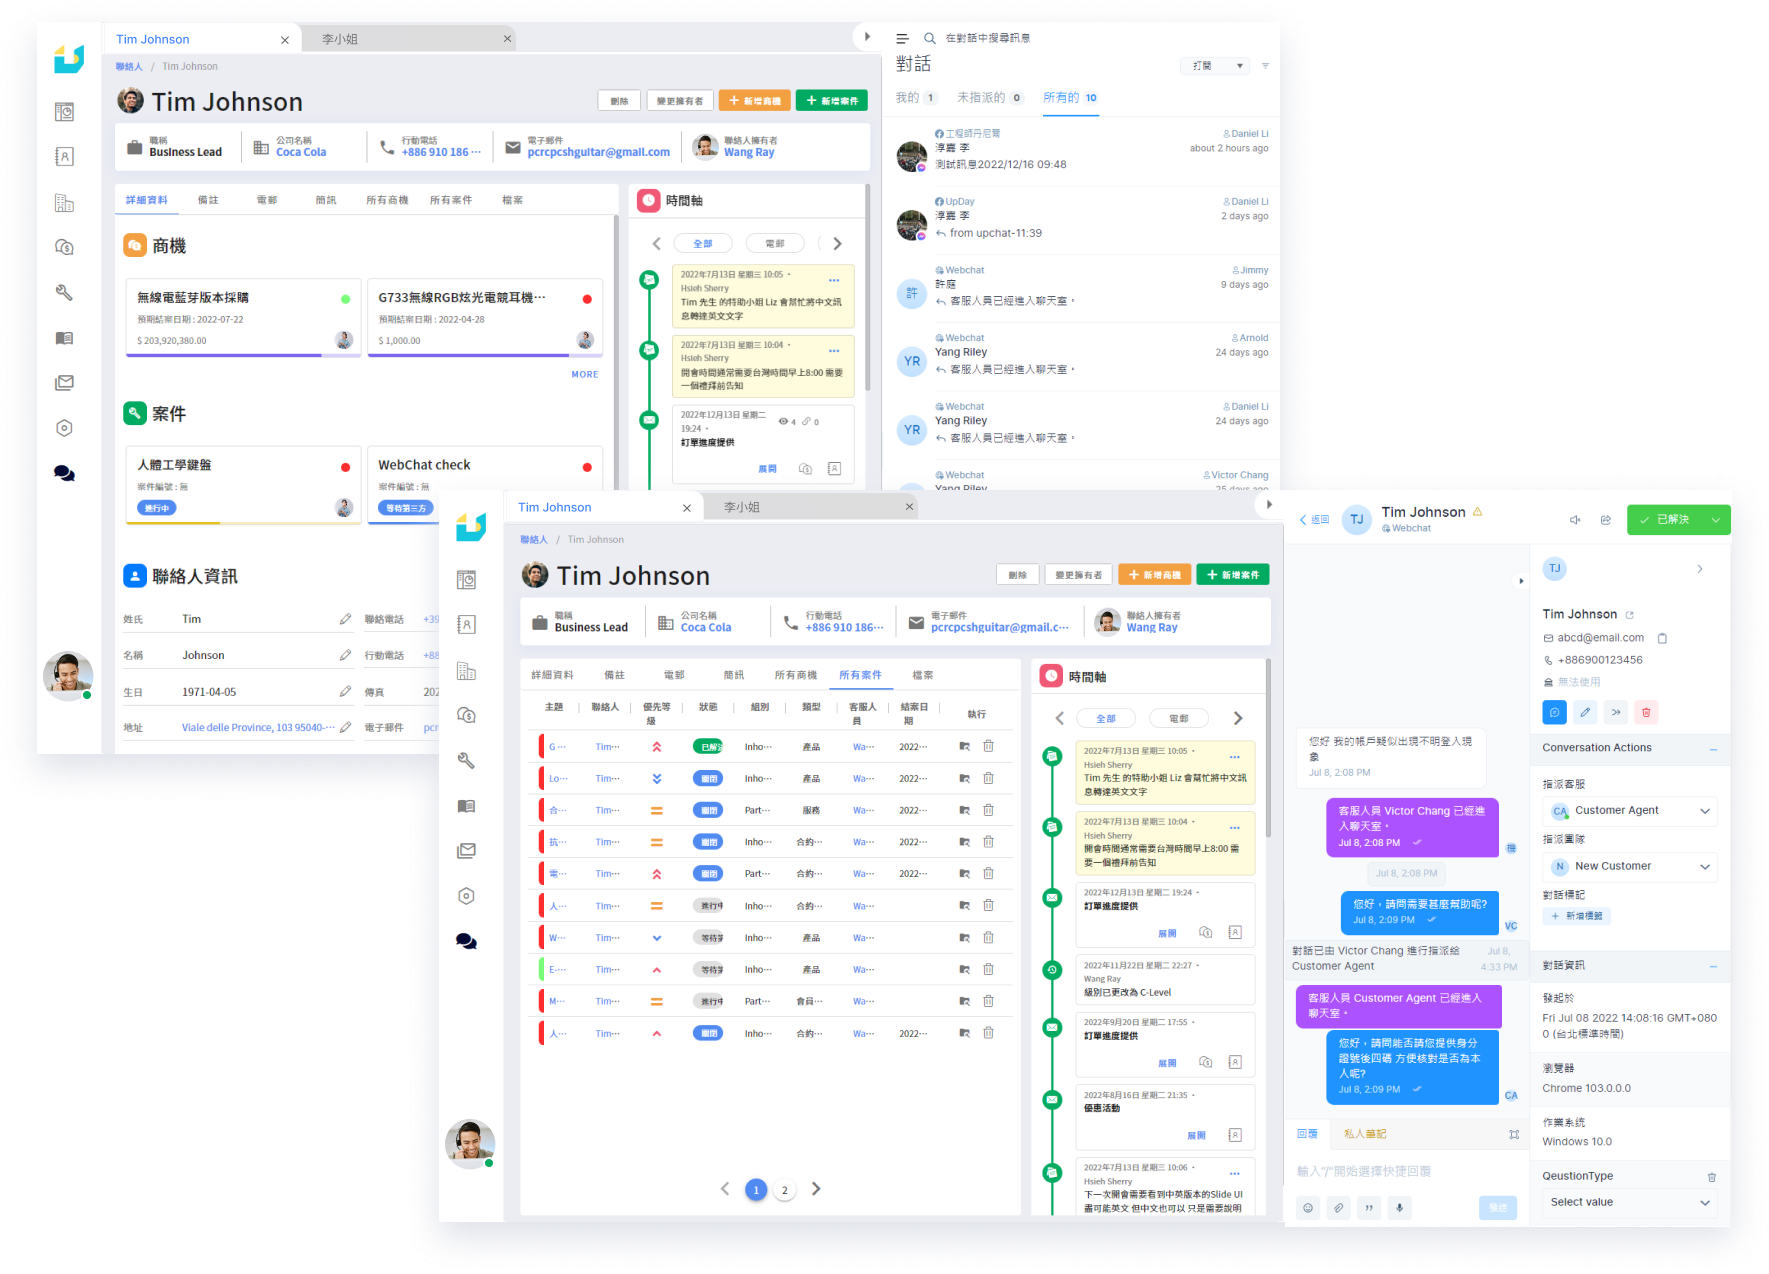 Tim Johnson
李小姐
聯絡人 / Tim Johnson
Tim Johnson
刪除
變更擁有者
新增商機
新增案件
職稱
Business Lead
公司名稱
Coca Cola
行動電話
+886 910 186 ···
電子郵件
pcrcpcshguitar@gmail.com
聯絡人擁有者
Wang Ray
詳細資料 備註 電郵 簡訊 所有商機 所有案件 檔案
商機
無線電藍芽版本採購
預期結案日期 : 2022-07-22
$ 203,920,380.00
G733無線RGB炫光電競耳機···
預期結案日期 : 2022-04-28
$ 1,000.00
MORE
案件
人體工學鍵盤
案件編號 : 無
進行中
WebChat check
案件編號 : 無
等待第三方
聯絡人資訊
姓氏 Tim 聯絡電話 +39
名稱 Johnson 行動電話 +88
生日 1971-04-05 傳真 202
地址 Viale delle Province, 103 95040··· 電子郵件 pcr
時間軸
全部 電郵
2022年7月13日 星期三 10:05 ・
Hsieh Sherry
Tim 先生 的特助小姐 Liz 會幫忙將中文訊
息轉達英文文字
2022年7月13日 星期三 10:04 ・
Hsieh Sherry
開會時間通常需要台灣時間早上8:00 需要
一個禮拜前告知
2022年12月13日 星期二
19:24 ・
4 0
訂單進度提供
展開
在對話中搜尋訊息
對話
打開
我的 1 未指派的 0 所有的 10
工程師丹尼爾 Daniel Li
淳嘉 李 about 2 hours ago
測試訊息2022/12/16 09:48
UpDay Daniel Li
淳嘉 李 2 days ago
from upchat-11:39
Webchat Jimmy
許 許庭 9 days ago
客服人員已經進入聊天室。
Webchat Arnold
YR Yang Riley 24 days ago
客服人員已經進入聊天室。
Webchat Daniel Li
YR Yang Riley 24 days ago
客服人員已經進入聊天室。
Webchat Victor Chang
Yang Riley 25 days ago
Tim Johnson
李小姐
聯絡人 / Tim Johnson
Tim Johnson
刪除
變更擁有者
新增商機
新增案件
職稱
Business Lead
公司名稱
Coca Cola
行動電話
+886 910 186···
電子郵件
pcrcpcshguitar@gmail.c···
聯絡人擁有者
Wang Ray
詳細資料 備註 電郵 簡訊 所有商機 所有案件 檔案
主題 聯絡人 優先等級 狀態 組別 類型 客服人員 結案日期 執行
G ··· Tim··· 已解決 Inho··· 產品 Wa··· 2022···
Lo··· Tim··· 關閉 Inho··· 產品 Wa··· 2022···
合··· Tim··· 關閉 Part··· 服務 Wa··· 2022···
抗··· Tim··· 關閉 Inho··· 合約··· Wa··· 2022···
電··· Tim··· 關閉 Part··· 合約··· Wa··· 2022···
人··· Tim··· 進行中 Inho··· 合約··· Wa···
W··· Tim··· 等待第 Inho··· 產品 Wa···
E-··· Tim··· 等待第 Inho··· 產品 Wa···
M··· Tim··· 進行中 Part··· 會員··· Wa···
人··· Tim··· 關閉 Inho··· 合約··· Wa··· 2022···
1 2
時間軸
全部 電郵
2022年7月13日 星期三 10:05 ・
Hsieh Sherry
Tim 先生 的特助小姐 Liz 會幫忙將中文訊
息轉達英文文字
2022年7月13日 星期三 10:04 ・
Hsieh Sherry
開會時間通常需要台灣時間早上8:00 需
要一個禮拜前告知
2022年12月13日 星期二 19:24 ・
訂單進度提供
展開
2022年11月22日 星期二 22:27 ・
Wang Ray
級別已更改為 C-Level
2022年9月20日 星期二 17:55 ・
訂單進度提供
展開
2022年8月16日 星期二 21:35 ・
優惠活動
展開
2022年7月13日 星期三 10:06 ・
Hsieh Sherry
下一次開會需要看到中英版本的Slide UI
盡可能英文 但中文也可以 只是需要說明
返回
TJ
Tim Johnson
Webchat
已解決
您好 我的帳戶疑似出現不明登入現
象
Jul 8, 2:08 PM
客服人員 Victor Chang 已經進
入聊天室。
Jul 8, 2:08 PM
Jul 8, 2:08 PM
您好，請問需要甚麼幫助呢?
Jul 8, 2:09 PM
VC
對話已由 Victor Chang 進行指派給 Jul 8,
Customer Agent 4:33 PM
客服人員 Customer Agent 已經進入
聊天室。
您好，請問能否請您提供身分
證號後四碼 方便核對是否為本
人呢?
Jul 8, 2:09 PM
CA
回覆 私人筆記
輸入"/"開始選擇快捷回覆
發送
TJ
Tim Johnson
abcd@email.com
+886900123456
無法使用
Conversation Actions
指派客服
CA Customer Agent
指派團隊
N New Customer
對話標記
新增標籤
對話資訊
發起於
Fri Jul 08 2022 14:08:16 GMT+080
0 (台北標準時間)
瀏覽器
Chrome 103.0.0.0
作業系統
Windows 10.0
QeustionType
Select value